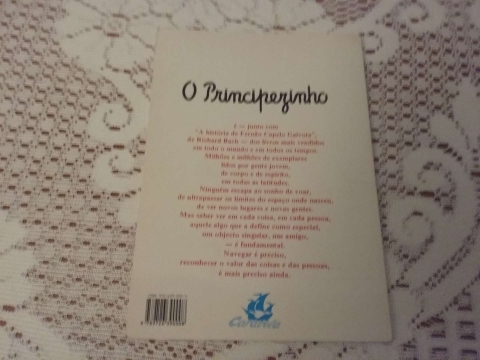 O Principezinho
é — junto com
"A história de Fernão Capelo Gaivota",
de Richard Bach — dos livros mais vendidos
em todo o mundo e em todos os tempos.
Milhões e milhões de exemplares
lidos por gente jovem,
de corpo e de espírito,
em todas as latitudes.
Ninguém escapa ao sonho de voar,
de ultrapassar os limites do espaço onde nasceu,
de ver novos lugares e novas gentes.
Mas saber ver em cada coisa, em cada pessoa,
aquele algo que a define como especial,
um objecto singular, um amigo,
— é fundamental.
Navegar é preciso,
reconhecer o valor das coisas e das pessoas,
é mais preciso ainda.
Caravela